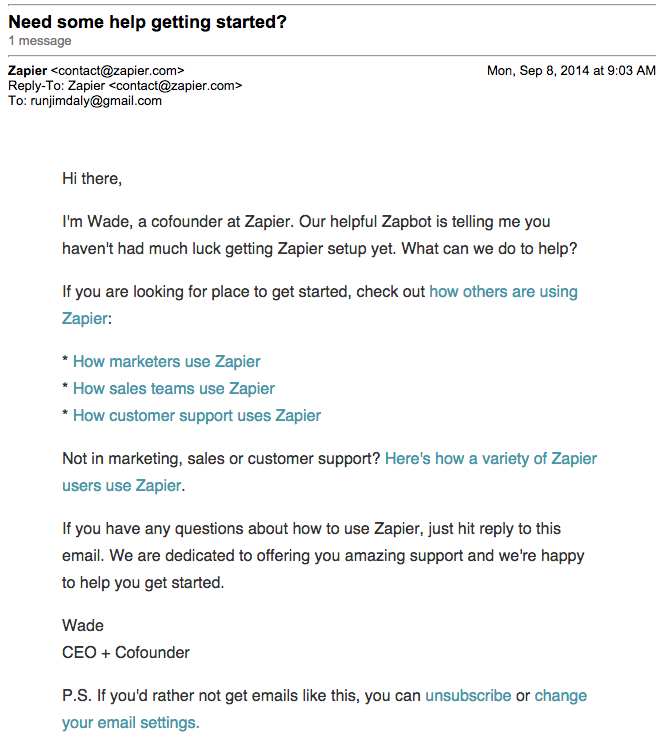 Need some help getting started?
1 message
Zapier <contact@zapier.com>
Mon, Sep 8, 2014 at 9:03 AM
Reply-To: Zapier <contact@zapier.com>
To: runjimdaly@gmail.com
Hi there,
I'm Wade, a cofounder at Zapier. Our helpful Zapbot is telling me you
haven't had much luck getting Zapier setup yet. What can we do to help?
If you are looking for place to get started, check out how others are using
Zapier:
* How marketers use Zapier
* How sales teams use Zapier
* How customer support uses Zapier
Not in marketing, sales or customer support? Here's how a variety of Zapier
users use Zapier.
If you have any questions about how to use Zapier, just hit reply to this
email. We are dedicated to offering you amazing support and we're happy
to help you get started.
Wade
CEO + Cofounder
P.S. If you'd rather not get emails like this, you can unsubscribe or change
your email settings.